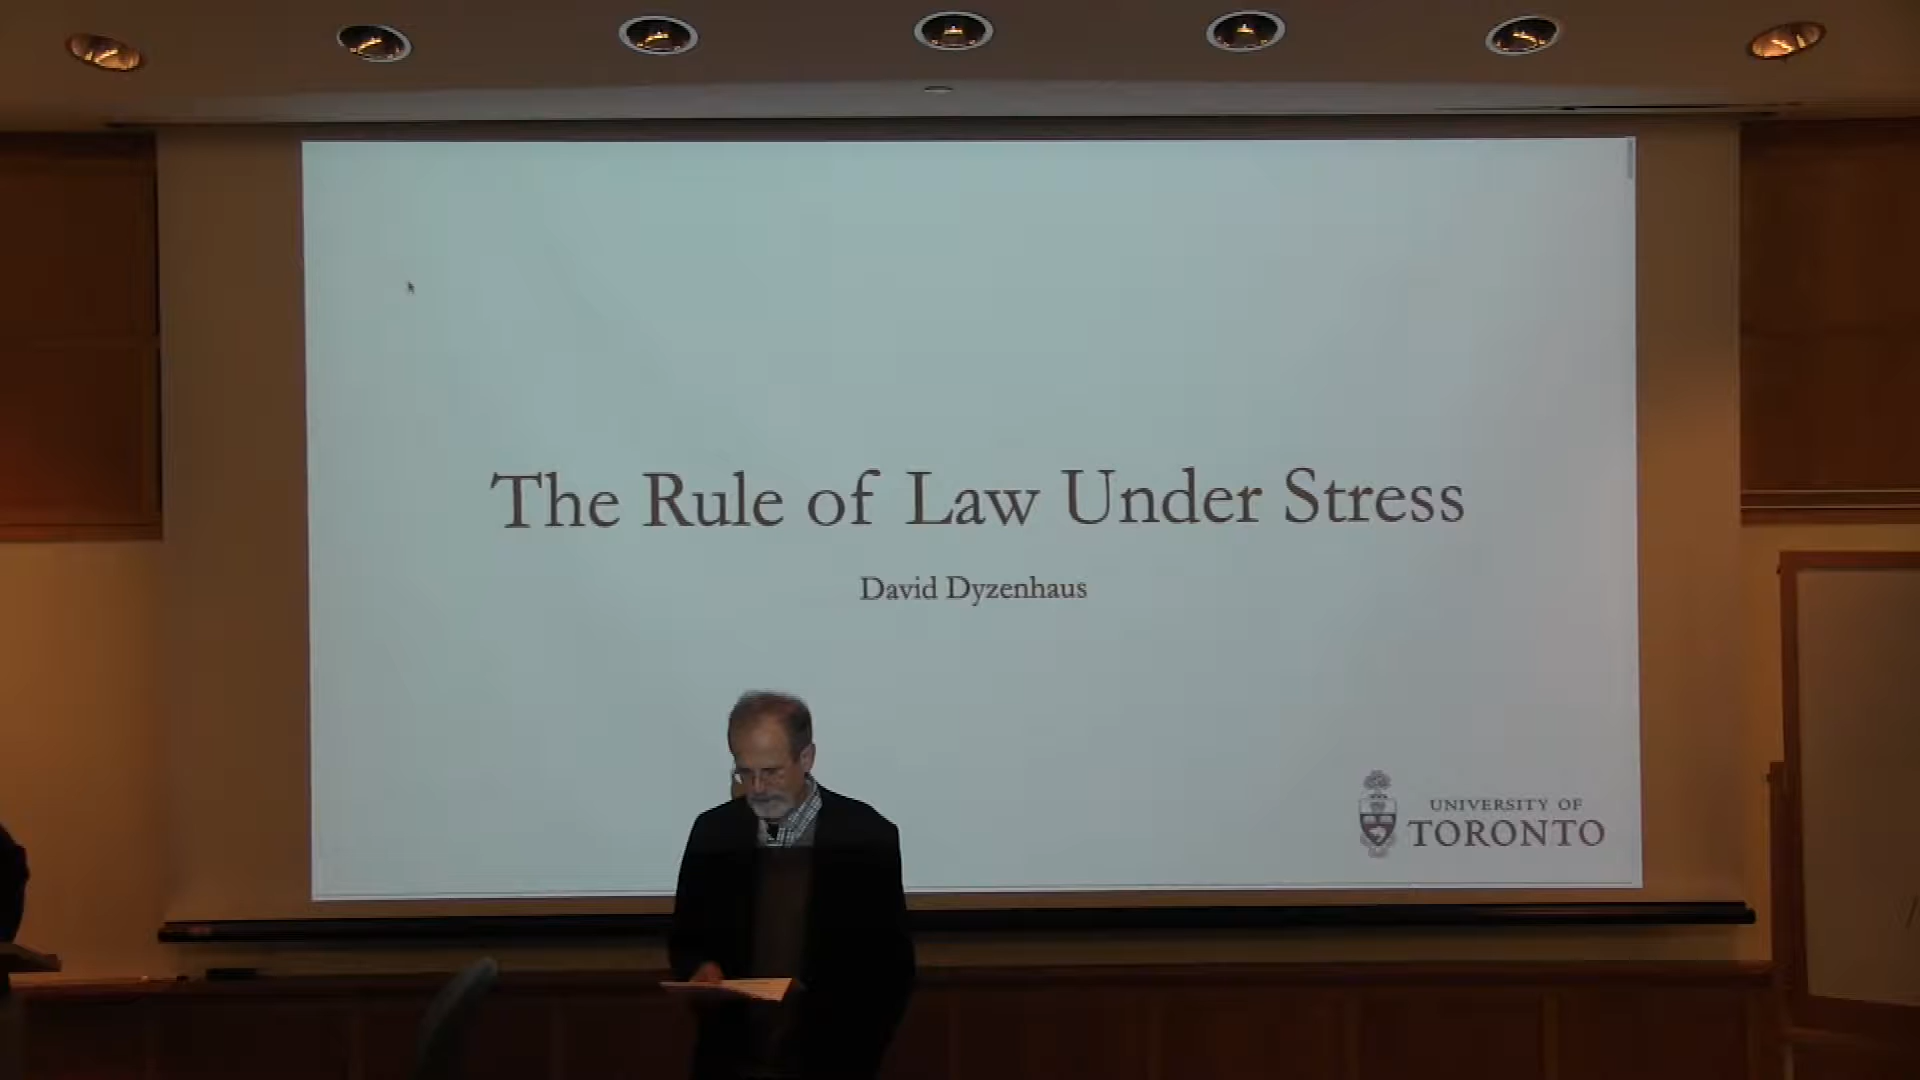 The Rule of Law Under Stress
David Dyzenhaus
UNIVERSITY OF
TORONTO